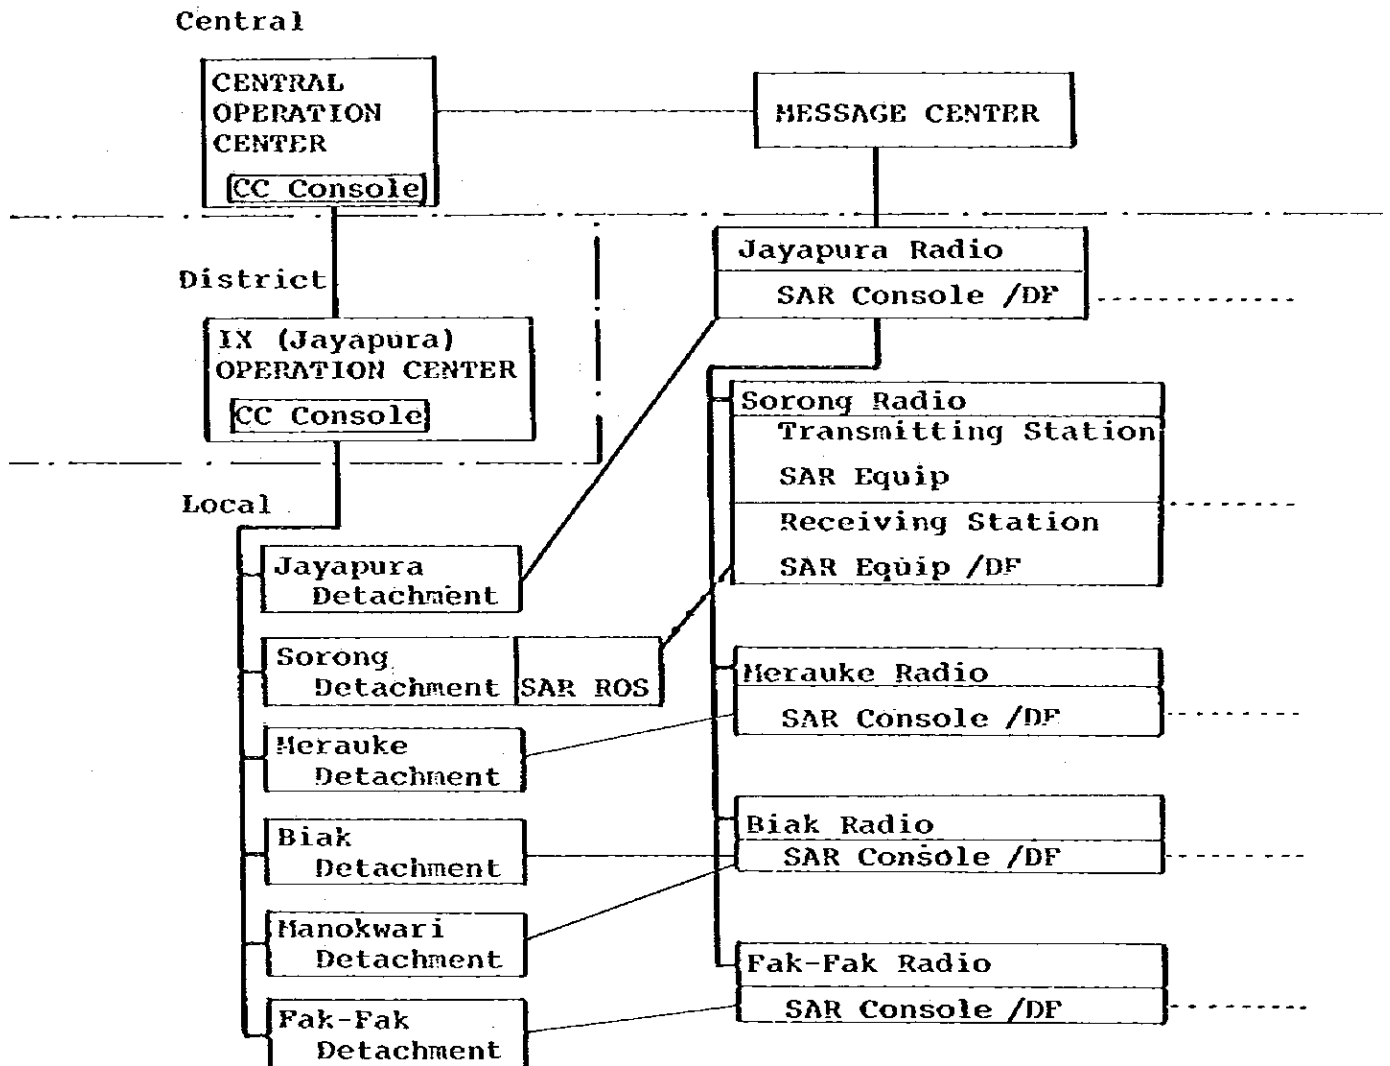 Central
CENTRAL
OPERATION
CENTER
CC Console
MESSAGE CENTER
District
IX (Jayapura)
OPERATION CENTER
CC Console
Jayapura Radio
SAR Console /DF
Sorong Radio
Transmitting Station
SAR Equip
Receiving Station
SAR Equip /DF
Local
Jayapura
Detachment
Sorong
Detachment
SAR ROS
Merauke Radio
SAR Console /DF
Merauke
Detachment
Biak Radio
SAR Console /DF
Biak
Detachment
Manokwari
Detachment
Fak-Fak Radio
SAR Console /DF
Fak-Fak
Detachment